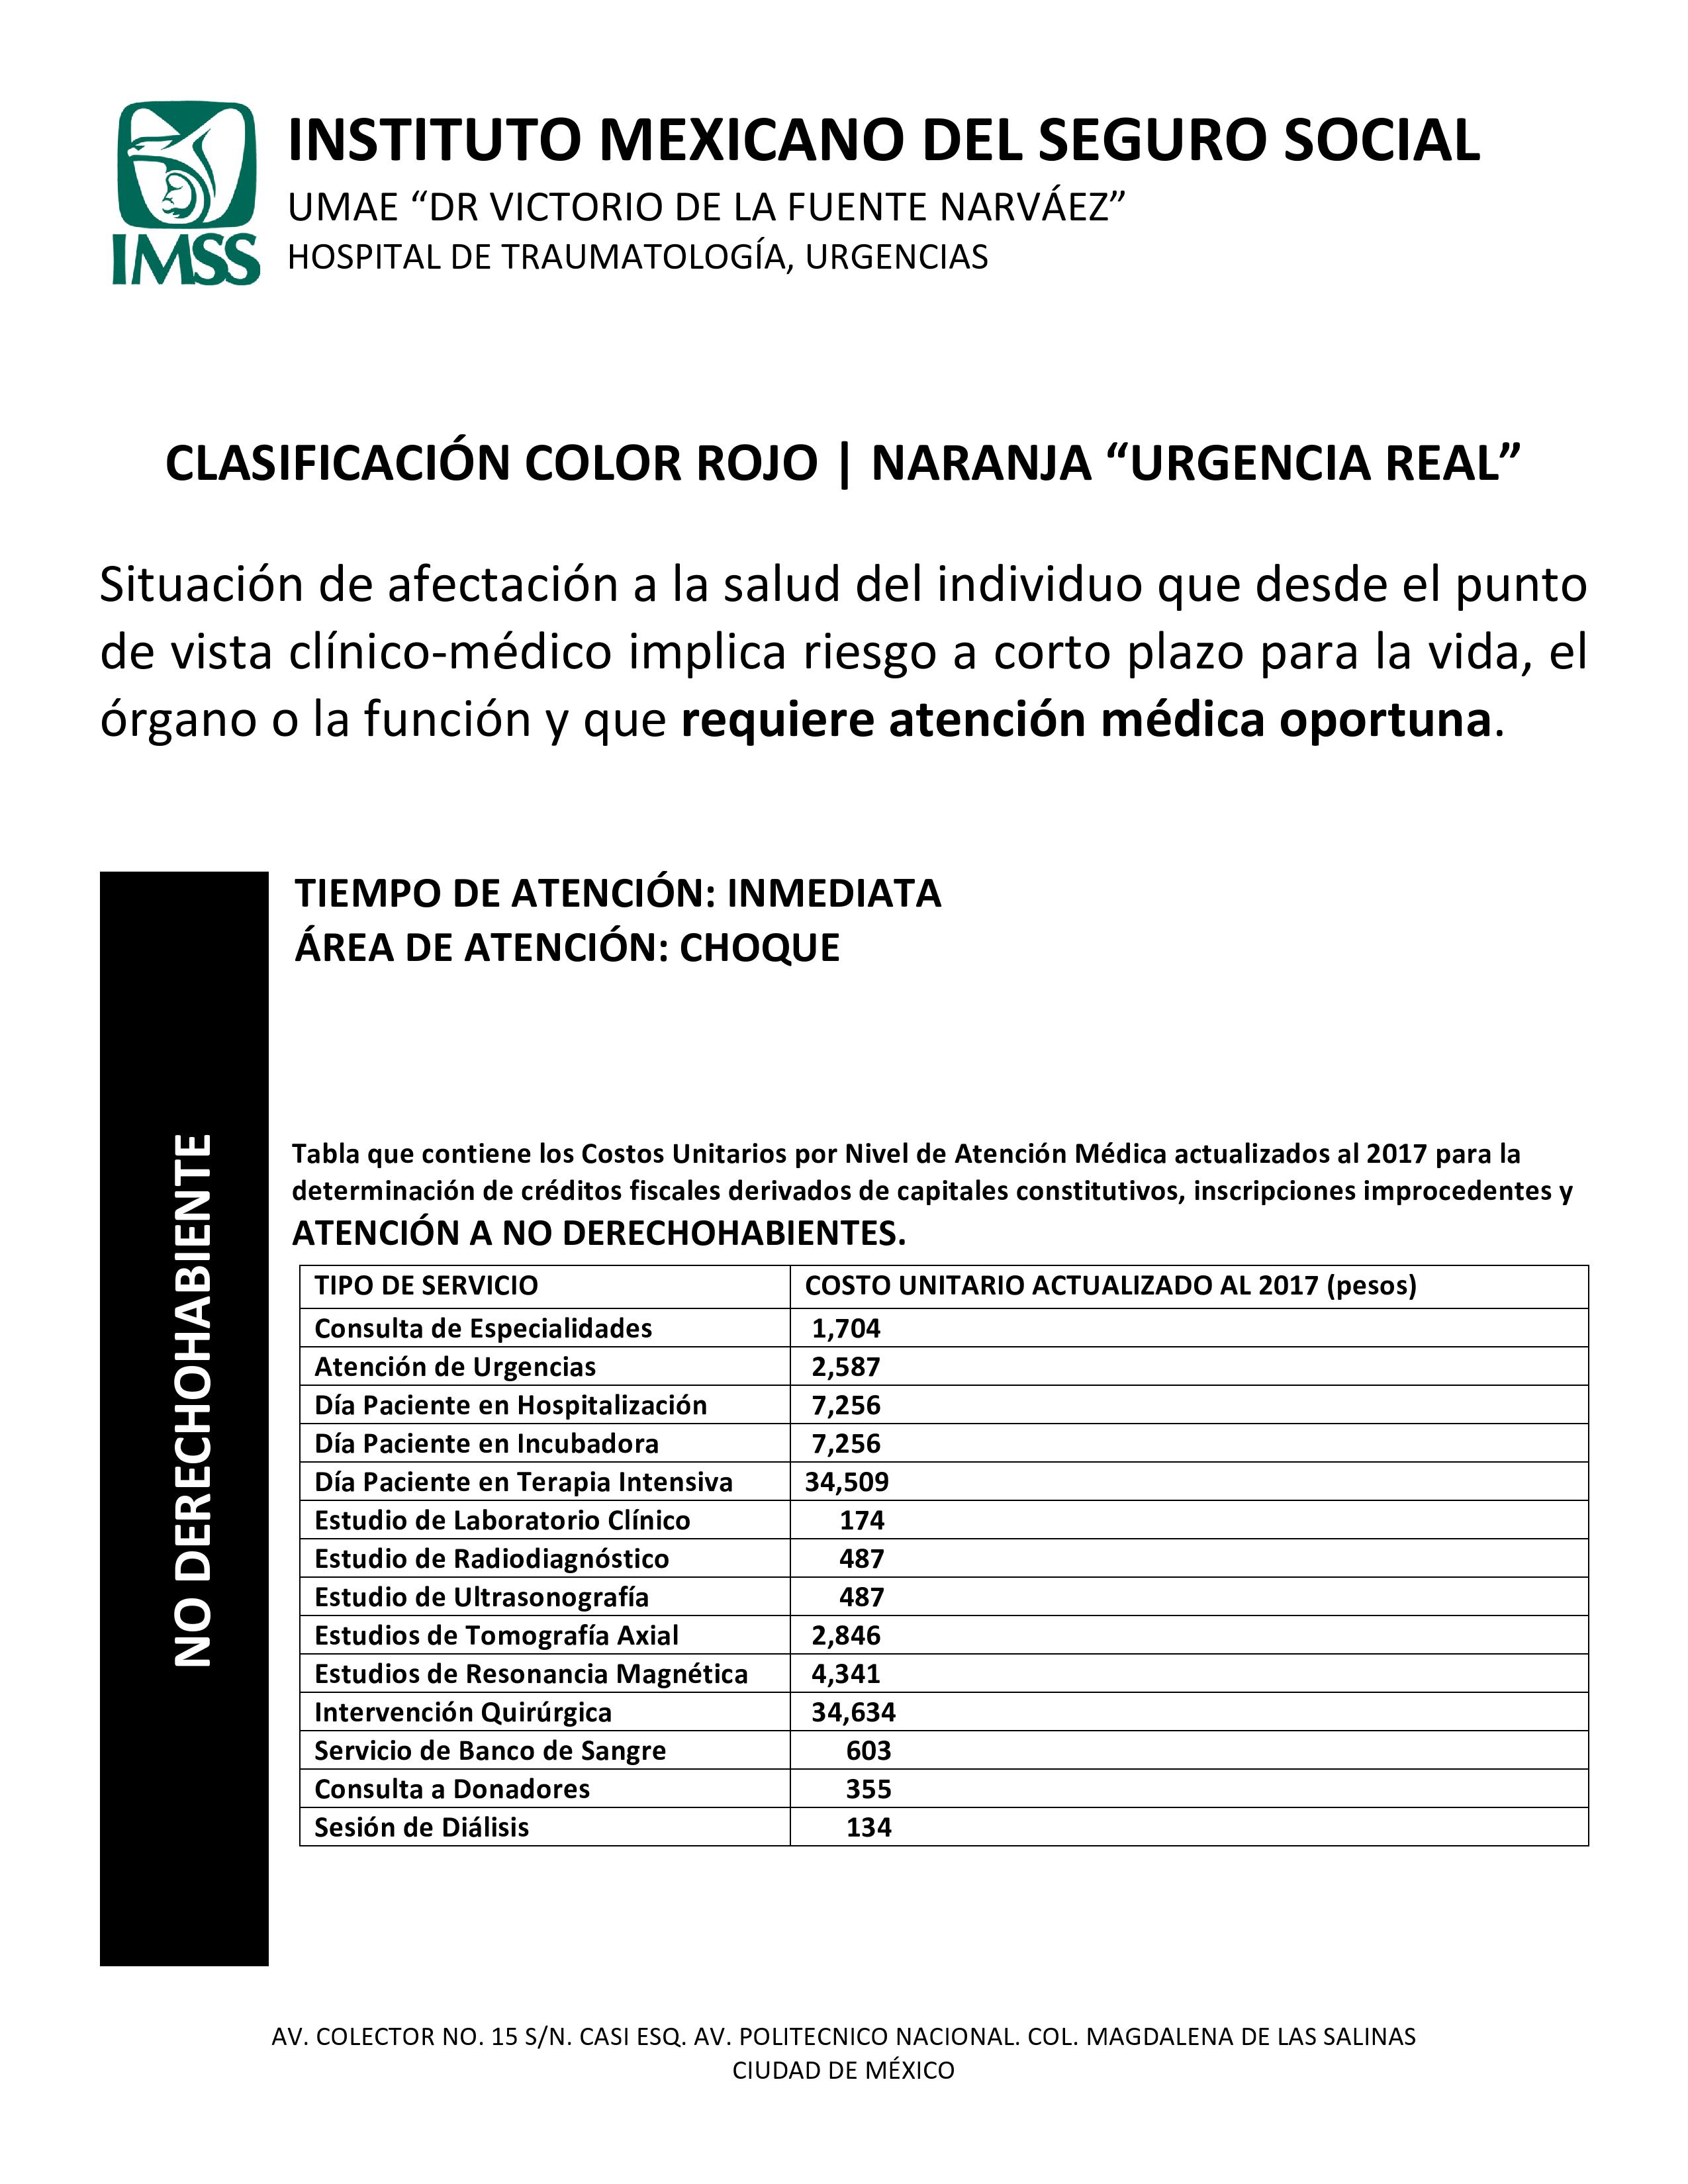 IMSS
INSTITUTO MEXICANO DEL SEGURO SOCIAL
UMAE “DR VICTORIO DE LA FUENTE NARVÁEZ”
HOSPITAL DE TRAUMATOLOGÍA, URGENCIAS
CLASIFICACIÓN COLOR ROJO | NARANJA “URGENCIA REAL”
Situación de afectación a la salud del individuo que desde el punto
de vista clínico-médico implica riesgo a corto plazo para la vida, el
órgano o la función y que requiere atención médica oportuna.
NO DERECHOHABIENTE
TIEMPO DE ATENCIÓN: INMEDIATA
ÁREA DE ATENCIÓN: CHOQUE
Tabla que contiene los Costos Unitarios por Nivel de Atención Médica actualizados al 2017 para la
determinación de créditos fiscales derivados de capitales constitutivos, inscripciones improcedentes y
ATENCIÓN A NO DERECHOHABIENTES.
TIPO DE SERVICIO COSTO UNITARIO ACTUALIZADO AL 2017 (pesos)
Consulta de Especialidades 1,704
Atención de Urgencias 2,587
Día Paciente en Hospitalización 7,256
Día Paciente en Incubadora 7,256
Día Paciente en Terapia Intensiva 34,509
Estudio de Laboratorio Clínico 174
Estudio de Radiodiagnóstico 487
Estudio de Ultrasonografía 487
Estudios de Tomografía Axial 2,846
Estudios de Resonancia Magnética 4,341
Intervención Quirúrgica 34,634
Servicio de Banco de Sangre 603
Consulta a Donadores 355
Sesión de Diálisis 134
AV. COLECTOR NO. 15 S/N. CASI ESQ. AV. POLITECNICO NACIONAL. COL. MAGDALENA DE LAS SALINAS
CIUDAD DE MÉXICO